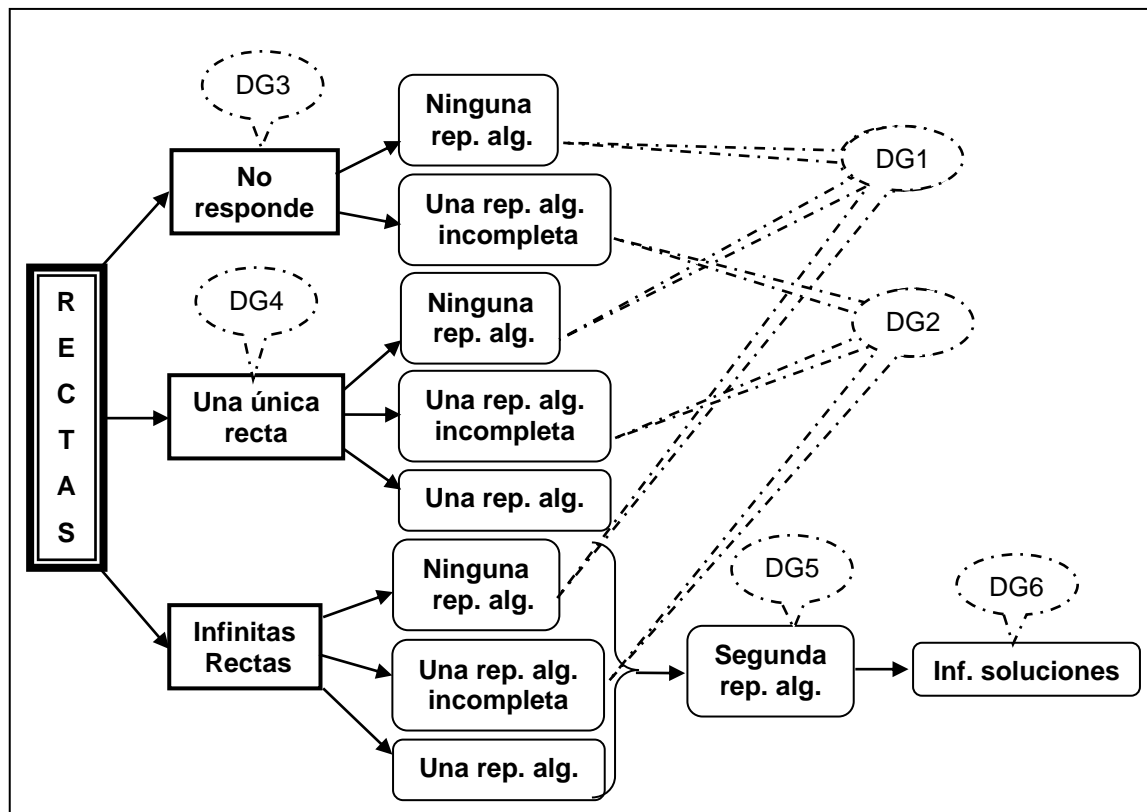 DG3
Ninguna
rep. alg.
DG1
No
responde
Una rep. alg.
incompleta
R
E
C
T
A
S
DG4
Ninguna
rep. alg.
DG2
Una única
recta
Una rep. alg.
incompleta
Una rep. alg.
Ninguna
rep. alg.
DG5
DG6
Infinitas
Rectas
Una rep. alg.
incompleta
Segunda
rep. alg.
Inf. soluciones
Una rep. alg.